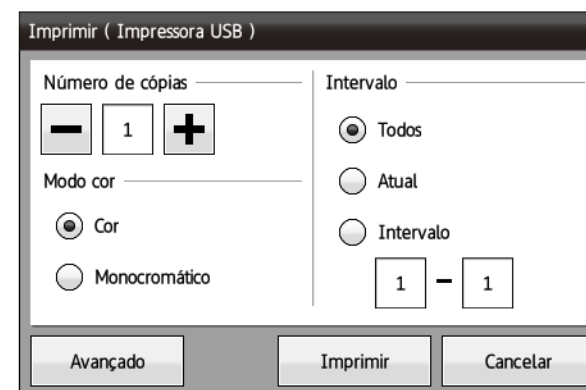 Imprimir ( Impressora USB )
Número de cópias
1
Modo cor
Cor
Monocromático
Intervalo
Todos
Atual
Intervalo
1 - 1
Avançado
Imprimir
Cancelar